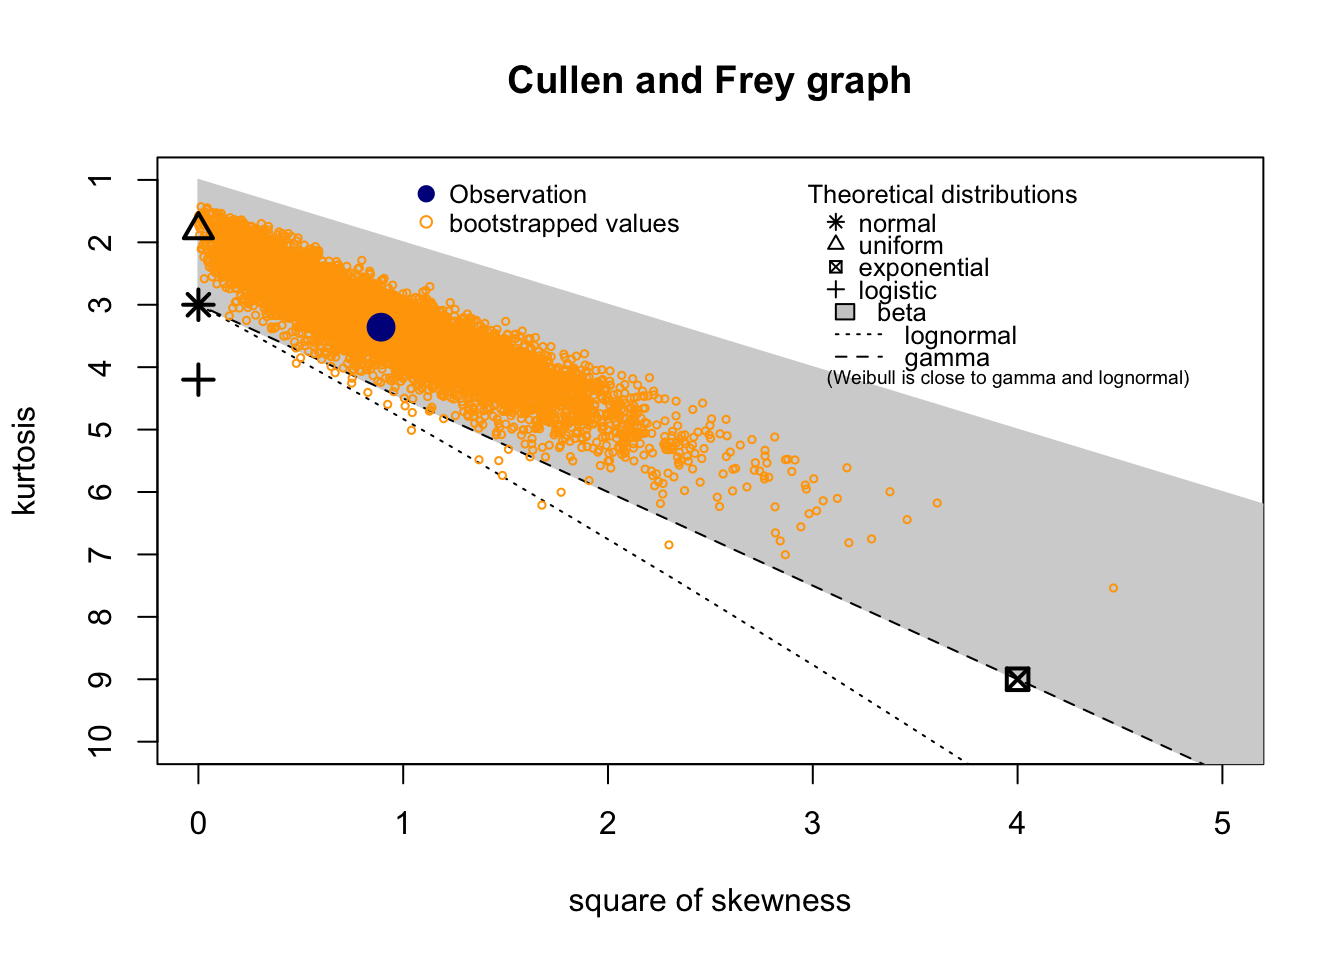 Cullen and Frey graph
Observation
bootstrapped values
Theoretical distributions
normal
uniform
exponential
logistic
beta
lognormal
gamma
(Weibull is close to gamma and lognormal)
kurtosis
1
2
3
4
5
6
7
8
9
10
0 1 2 3 4 5
square of skewness